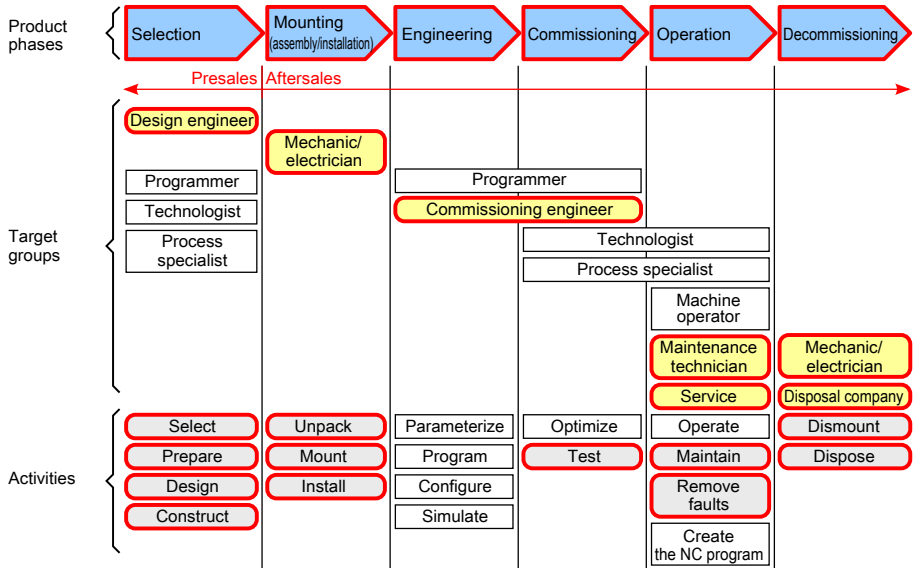 Product
phases
Selection
Mounting
(assembly/installation)
Engineering
Commissioning
Operation
Decommissioning
Presales
Aftersales
Target
groups
Design engineer
Mechanic/
electrician
Programmer
Programmer
Technologist
Commissioning engineer
Process
specialist
Technologist
Process specialist
Machine
operator
Maintenance
technician
Mechanic/
electrician
Service
Disposal company
Activities
Select
Unpack
Parameterize
Optimize
Operate
Dismount
Prepare
Mount
Program
Test
Maintain
Dispose
Design
Install
Configure
Remove
faults
Construct
Simulate
Create
the NC program